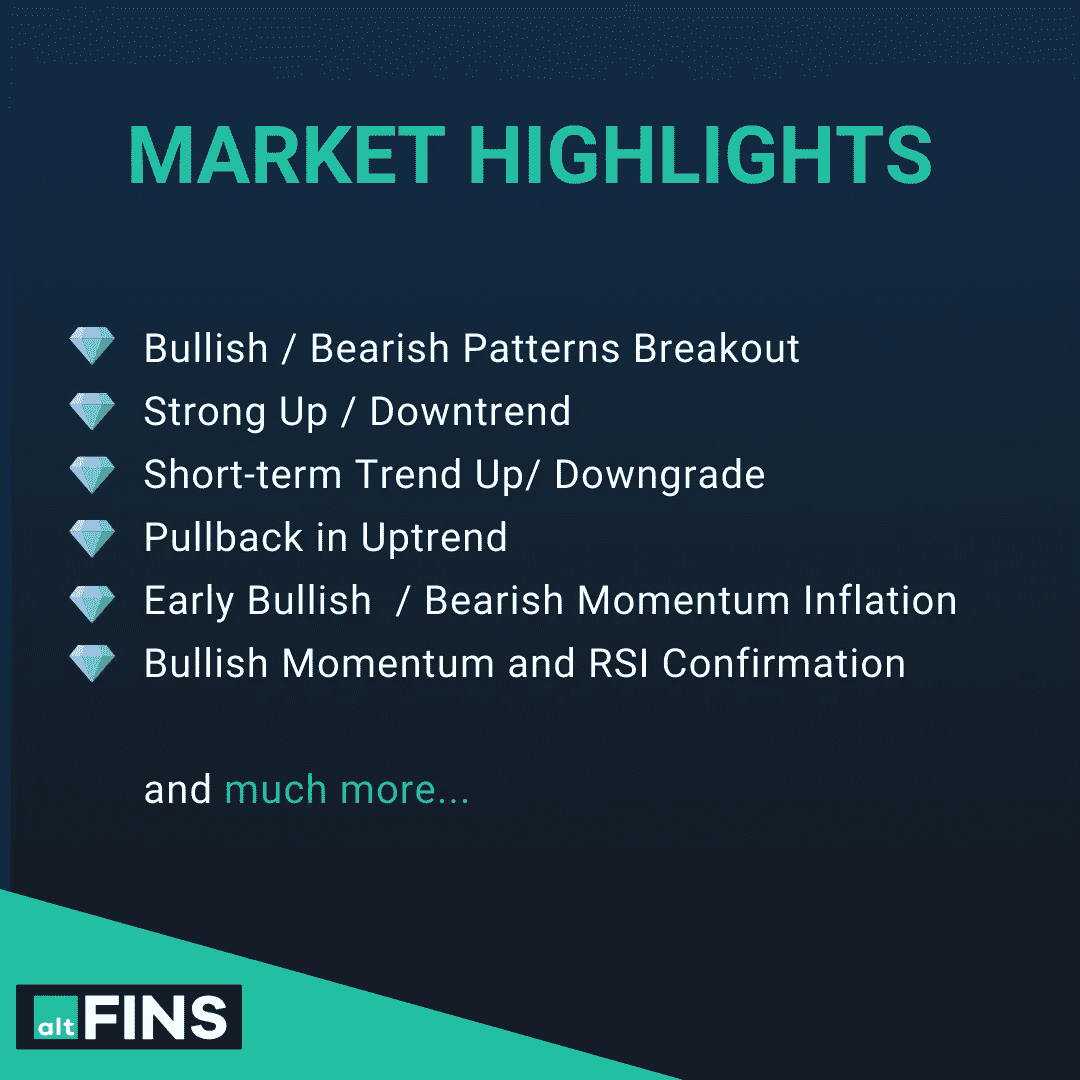 MARKET HIGHLIGHTS
Bullish / Bearish Patterns Breakout
Strong Up / Downtrend
Short-term Trend Up/ Downgrade
Pullback in Uptrend
Early Bullish  / Bearish Momentum Inflation
Bullish Momentum and RSI Confirmation
and much more...
alt FINS